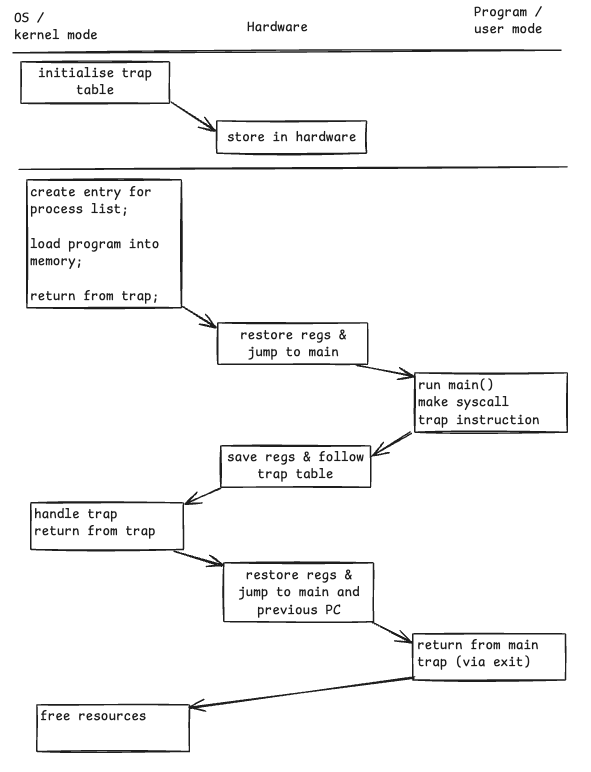 OS /
kernel mode
Hardware
Program /
user mode
initialise trap
table
store in hardware
create entry for
process list;
load program into
memory;
return from trap;
restore regs &
jump to main
run main()
make syscall
trap instruction
save regs & follow
trap table
handle trap
return from trap
restore regs &
jump to main and
previous PC
return from main
trap (via exit)
free resources